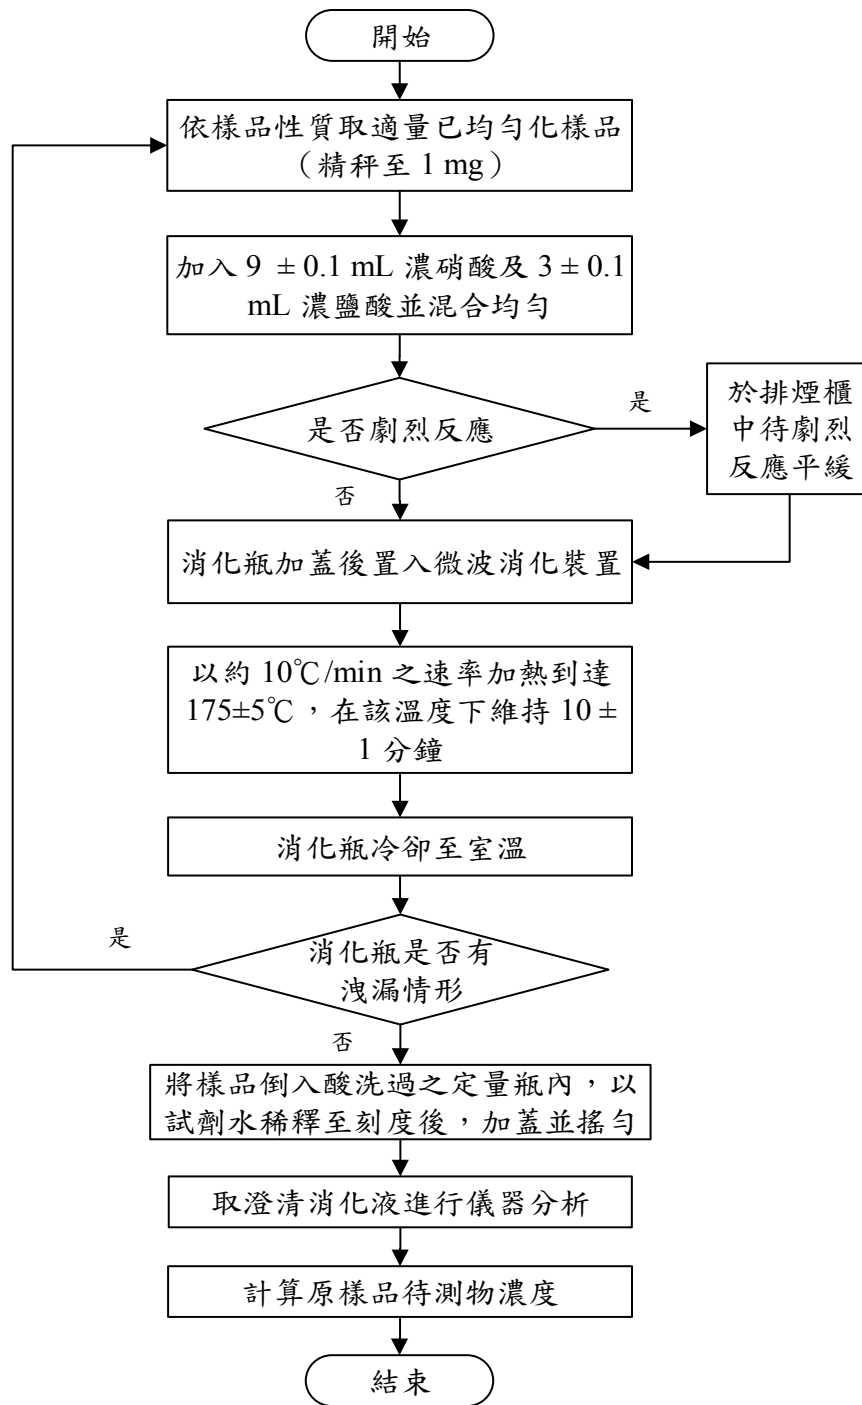 開始
依樣品性質取適量已均勻化樣品
（精秤至 1 mg）
加入 9 ± 0.1 mL 濃硝酸及 3 ± 0.1
mL 濃鹽酸並混合均勻
是否劇烈反應
是
於排煙櫃
中待劇烈
反應平緩
否
消化瓶加蓋後置入微波消化裝置
以約 10℃/min 之速率加熱到達
175±5℃，在該溫度下維持 10 ±
1 分鐘
消化瓶冷卻至室溫
是
消化瓶是否有
洩漏情形
否
將樣品倒入酸洗過之定量瓶內，以
試劑水稀釋至刻度後，加蓋並搖勻
取澄清消化液進行儀器分析
計算原樣品待測物濃度
結束